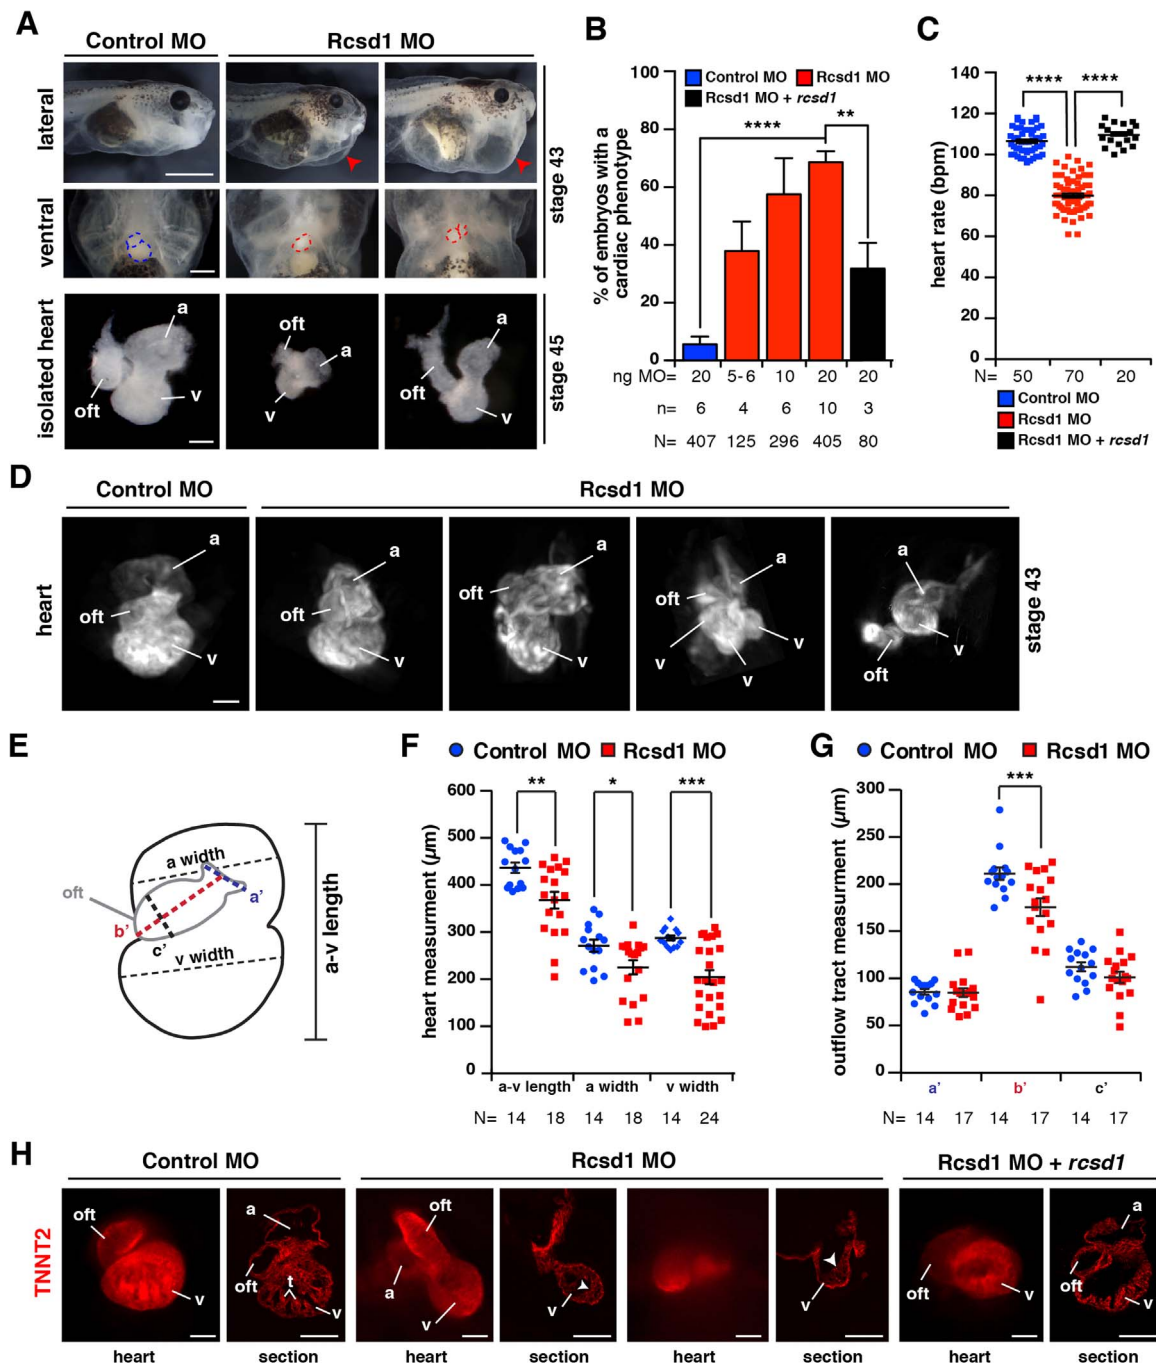 A
Control MO
Rcsd1 MO
lateral
ventral
stage 43
isolated heart
a
oft
v
oft
a
v
a
oft
v
stage 45
B
Control MO
Rcsd1 MO
Rcsd1 MO + rcsd1
% of embryos with a
cardiac phenotype
100
80
60
40
20
0
****
**
ng MO= 20 5-6 10 20 20
n= 6 4 6 10 3
N= 407 125 296 405 80
C
heart rate (bpm)
140
120
100
80
60
40
20
0
**** ****
N= 50 70 20
Control MO
Rcsd1 MO
Rcsd1 MO + rcsd1
D
Control MO
Rcsd1 MO
heart
a
oft
v
a
oft
v
a
oft
v
a
oft
v
v
v
a
v
oft
stage 43
E
a width
oft
a'
b'
c'
v width
a-v length
F
Control MO
Rcsd1 MO
heart measurment (µm)
600
500
400
300
200
100
0
** * ***
a-v length a width v width
N= 14 18 14 18 14 24
G
Control MO
Rcsd1 MO
outflow tract measurment (µm)
300
250
200
150
100
50
0
***
a' b' c'
N= 14 17 14 17 14 17
H
Control MO
Rcsd1 MO
Rcsd1 MO + rcsd1
TNNT2
oft
v
a
oft
t
v
oft
a
v
v
v
oft
v
a
oft
v
heart section heart section heart section heart section